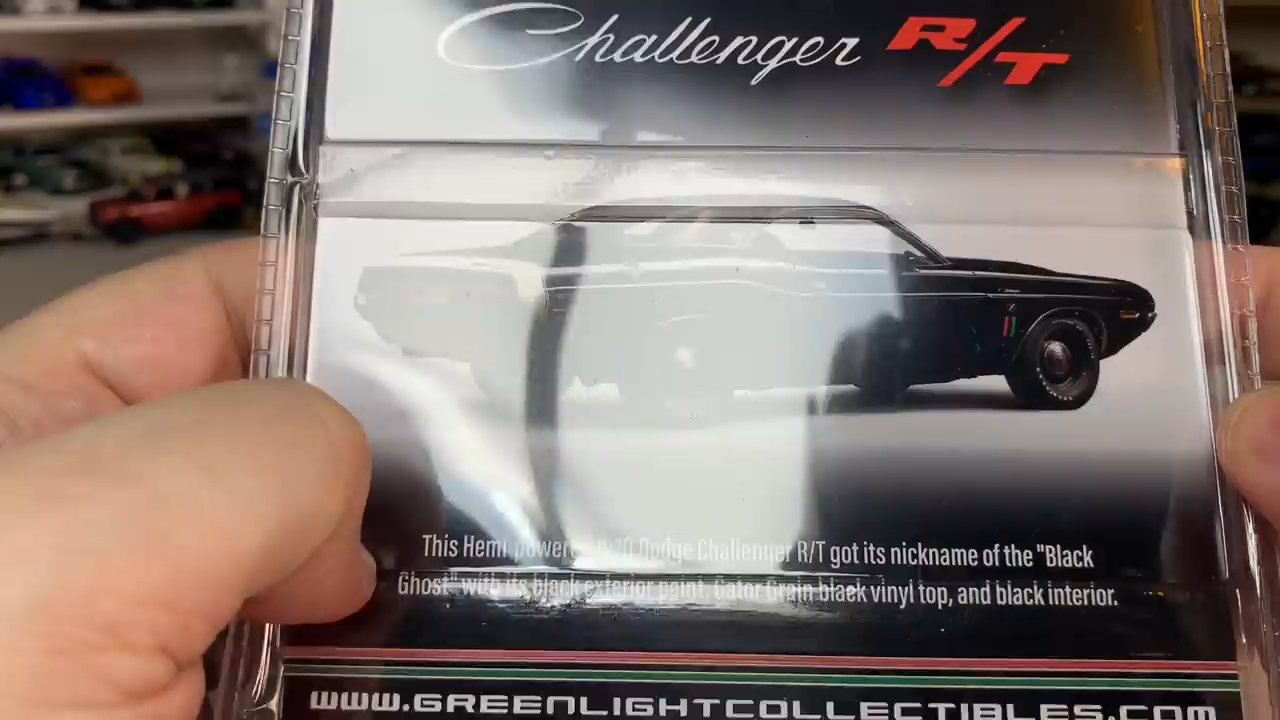 Challenger R/T
This Hemi powered Dodge Challenger R/T got its nickname of the "Black
Ghost" with its black exterior paint, Gator Grain black vinyl top, and black interior.
www.GREENLIGHTCOLLECTIBLES.COM